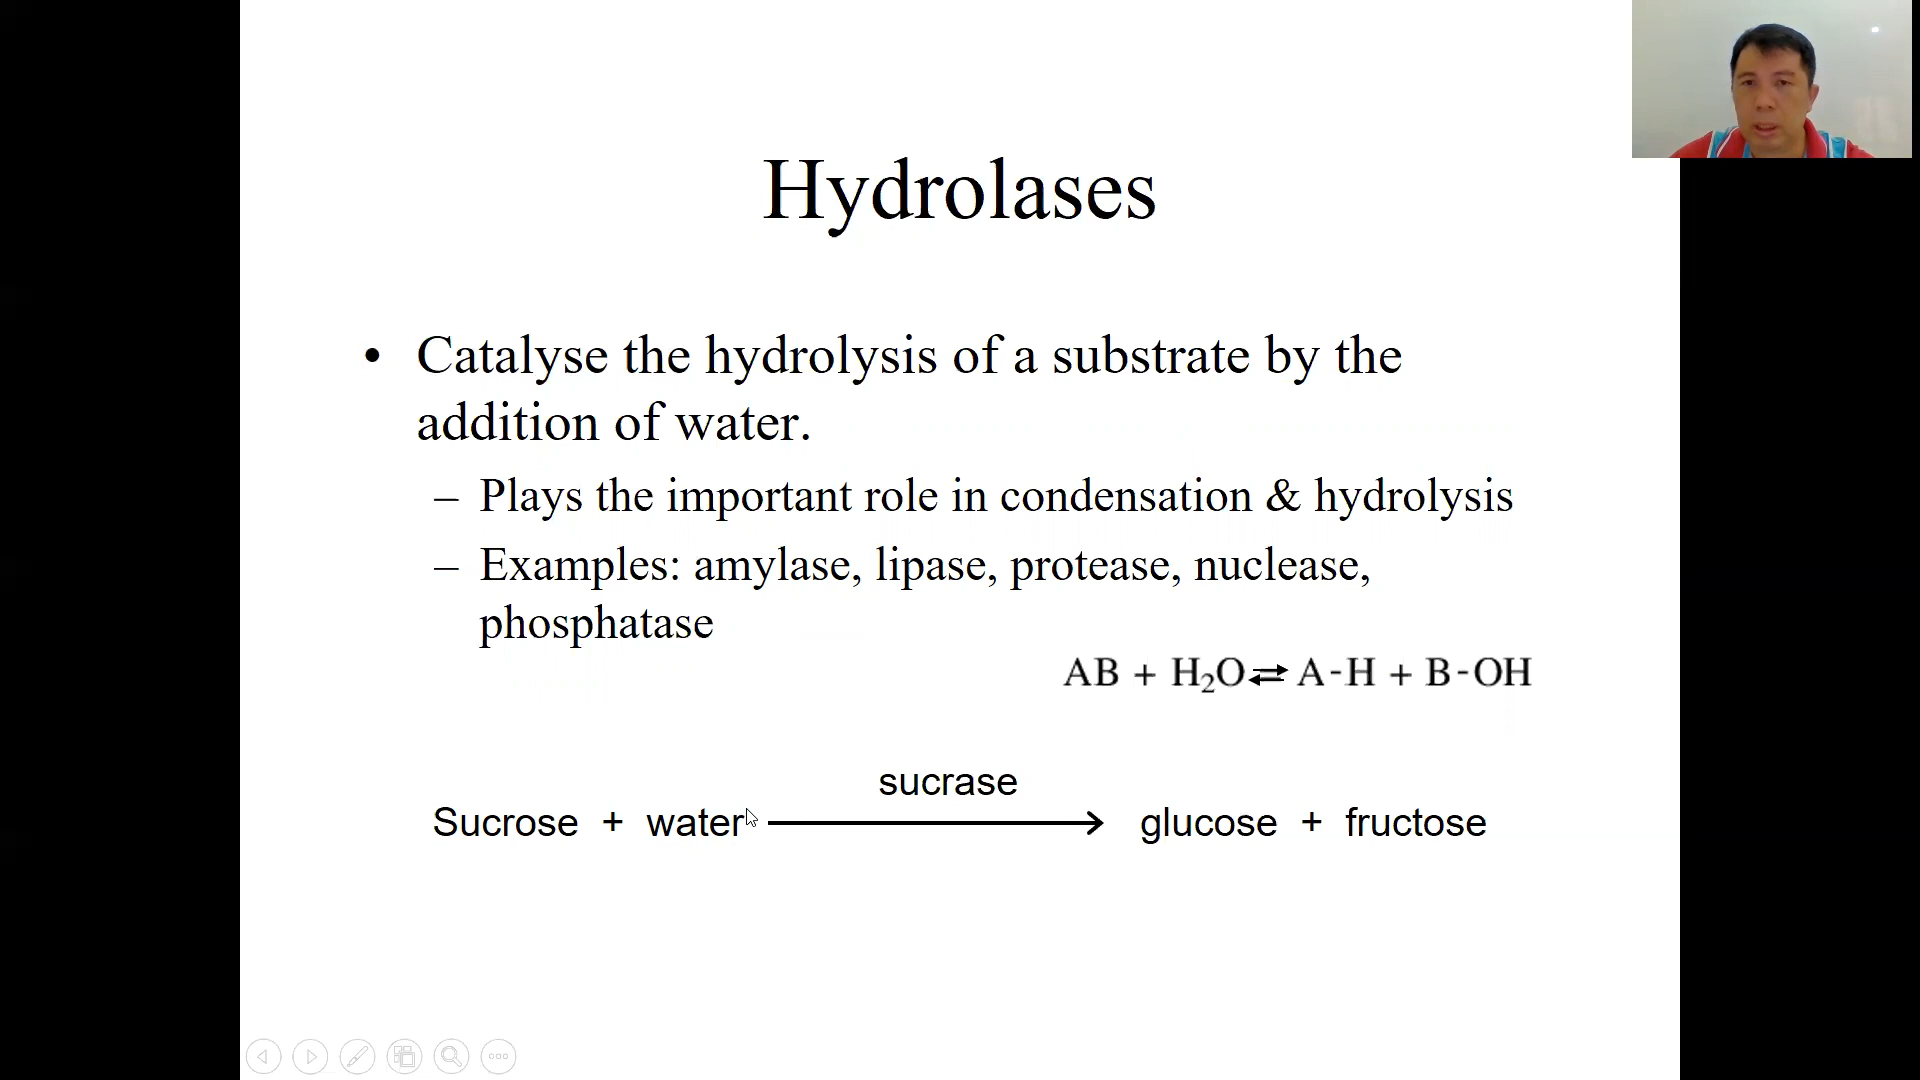 Hydrolases
• Catalyse the hydrolysis of a substrate by the
addition of water.
– Plays the important role in condensation & hydrolysis
– Examples: amylase, lipase, protease, nuclease,
phosphatase
AB + H₂O ⇌ A-H + B-OH
sucrase
Sucrose + water ⟶ glucose + fructose